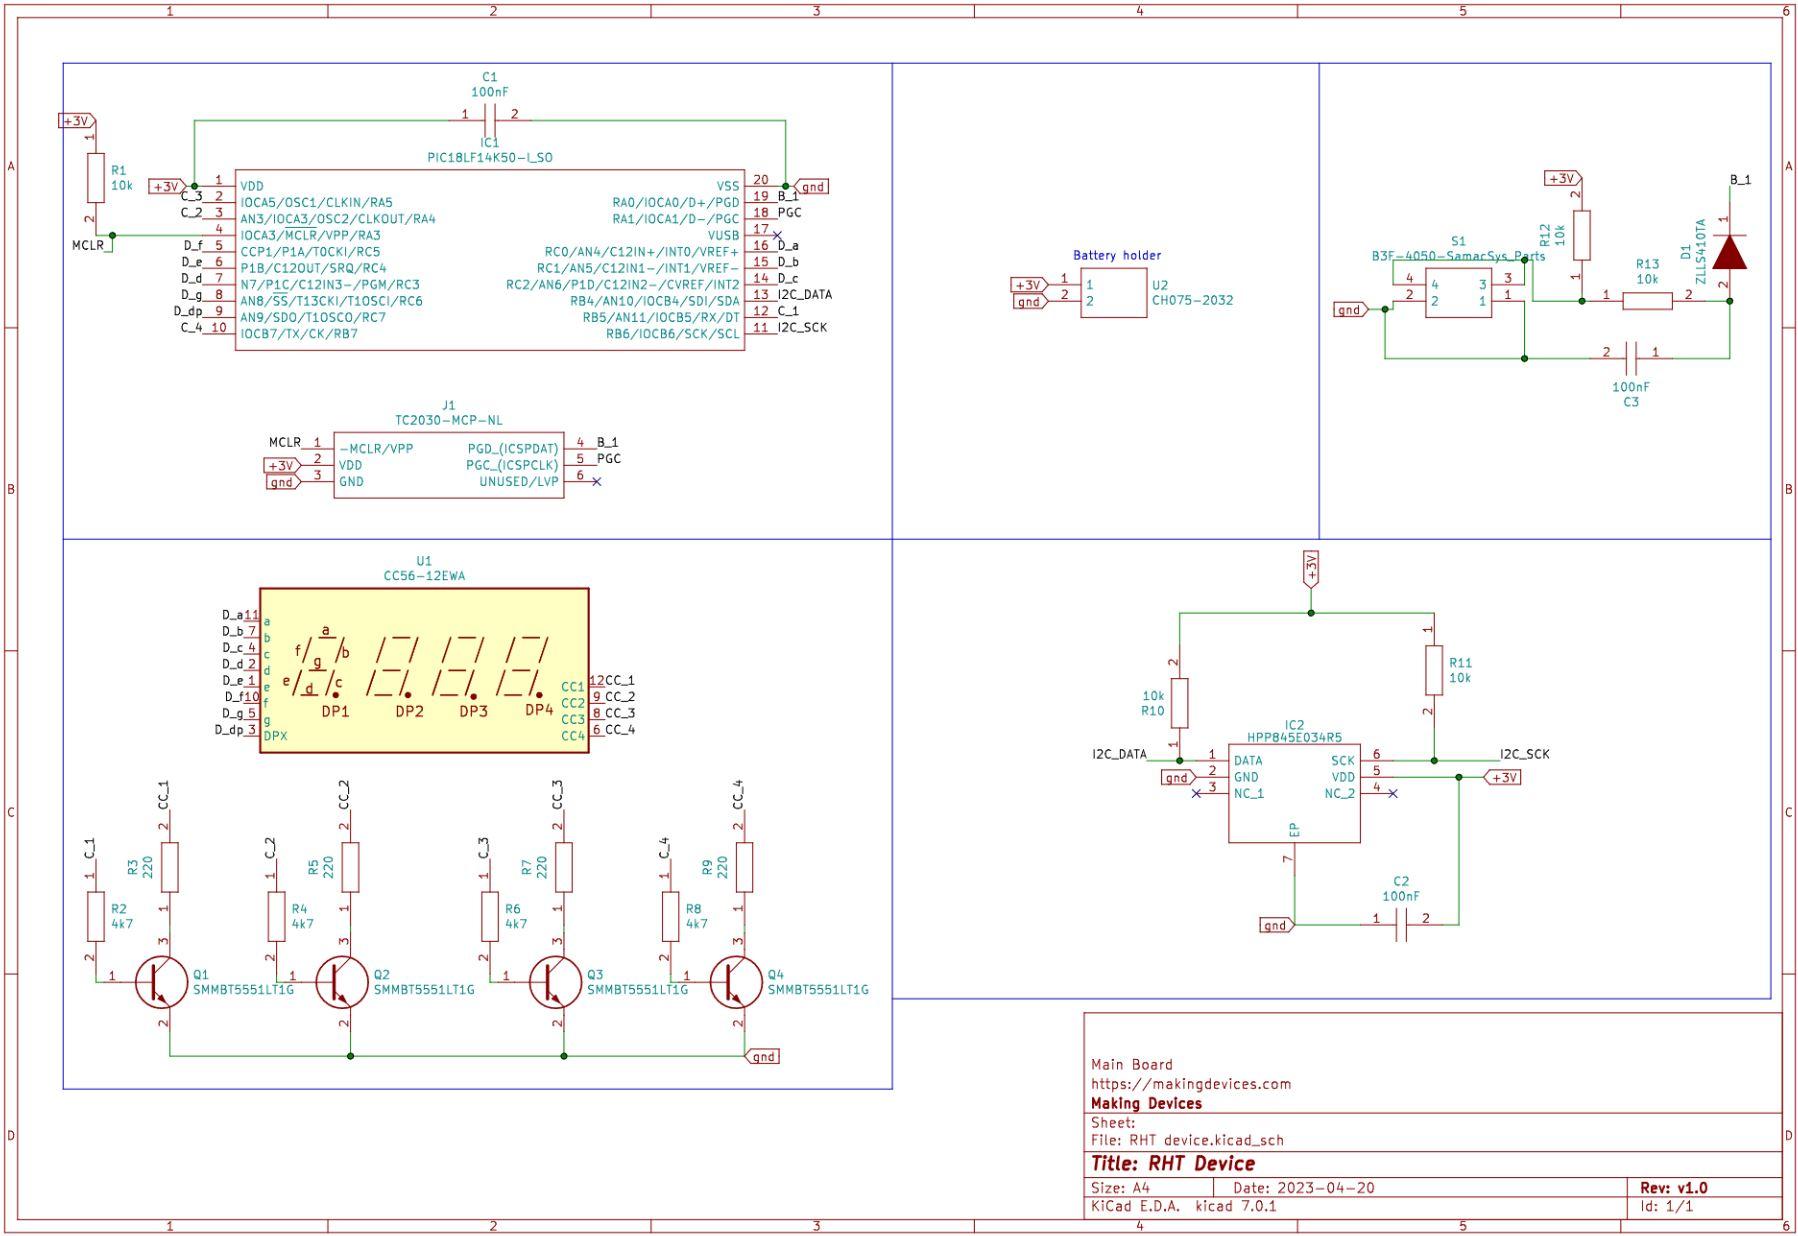 1 2 3 4 5 6
A
B
C
D
A
B
C
D
1 2 3 4 5 6
C1
100nF
1 2
+3V
1
R1
10k
2
MCLR
IC1
PIC18LF14K50-I_SO
+3V 1 VDD
C_3 2 IOCA5/OSC1/CLKIN/RA5
C_2 3 AN3/IOCA3/OSC2/CLKOUT/RA4
4 IOCA3/MCLR/VPP/RA3
D_f 5 CCP1/P1A/T0CKI/RC5
D_e 6 P1B/C12OUT/SRQ/RC4
D_d 7 N7/P1C/C12IN3-/PGM/RC3
D_g 8 AN8/SS/T13CKI/T1OSCI/RC6
D_dp 9 AN9/SDO/T1OSCO/RC7
C_4 10 IOCB7/TX/CK/RB7
VSS 20 gnd
RA0/IOCA0/D+/PGD 19 B_1
RA1/IOCA1/D-/PGC 18 PGC
VUSB 17
RC0/AN4/C12IN+/INT0/VREF+ 16 D_a
RC1/AN5/C12IN1-/INT1/VREF- 15 D_b
RC2/AN6/P1D/C12IN2-/CVREF/INT2 14 D_c
RB4/AN10/IOCB4/SDI/SDA 13 I2C_DATA
RB5/AN11/IOCB5/RX/DT 12 C_1
RB6/IOCB6/SCK/SCL 11 I2C_SCK
J1
TC2030-MCP-NL
MCLR 1 -MCLR/VPP PGD_(ICSPDAT) 4 B_1
+3V 2 VDD PGC_(ICSPCLK) 5 PGC
gnd 3 GND UNUSED/LVP 6
Battery holder
+3V 1 1 U2
gnd 2 2 CH075-2032
B_1
+3V
2
R12
10k
1
D1
ZLLS410TA
1
2
S1
B3F-4050-SamacSys_Parts
4 4 3 3
2 2 1 1
gnd
R13
10k
1 2
2 1
100nF
C3
U1
CC56-12EWA
D_a 11 a
D_b 7 b
D_c 4 c
D_d 2 d
D_e 1 e
D_f 10 f
D_g 5 g
D_dp 3 DPX
a
f b
g
e c
d
DP1 DP2 DP3 DP4
CC1 12 CC_1
CC2 9 CC_2
CC3 8 CC_3
CC4 6 CC_4
CC_1
2
R3
220
1
C_1
1
R2
4k7
2
1 3 2
Q1
SMMBT5551LT1G
CC_2
2
R5
220
1
C_2
1
R4
4k7
2
1 3 2
Q2
SMMBT5551LT1G
CC_3
2
R7
220
1
C_3
1
R6
4k7
2
1 3 2
Q3
SMMBT5551LT1G
CC_4
2
R9
220
1
C_4
1
R8
4k7
2
1 3 2
Q4
SMMBT5551LT1G
gnd
+3V
2
10k
R10
1
1
R11
10k
2
IC2
HPP845E034R5
I2C_DATA 1 DATA SCK 6 I2C_SCK
gnd 2 GND VDD 5 +3V
3 NC_1 NC_2 4
EP
7
C2
100nF
gnd 1 2
Main Board
https://makingdevices.com
Making Devices
Sheet:
File: RHT device.kicad_sch
Title: RHT Device
Size: A4 Date: 2023-04-20 Rev: v1.0
KiCad E.D.A. kicad 7.0.1 Id: 1/1